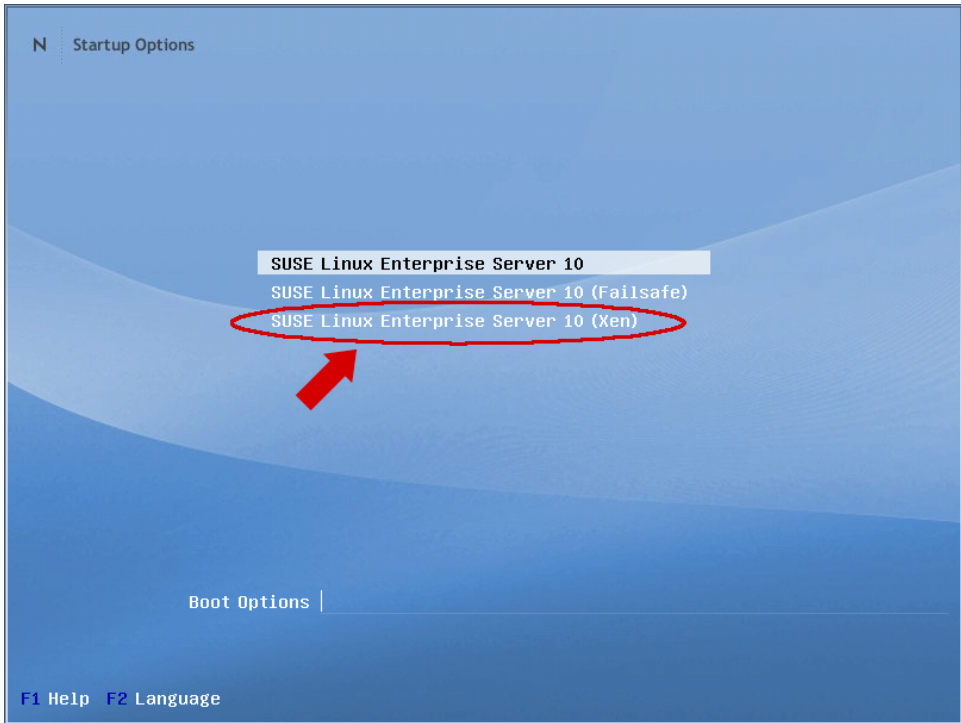 N Startup Options
SUSE Linux Enterprise Server 10
SUSE Linux Enterprise Server 10 (Failsafe)
SUSE Linux Enterprise Server 10 (Xen)
Boot Options
F1 Help F2 Language